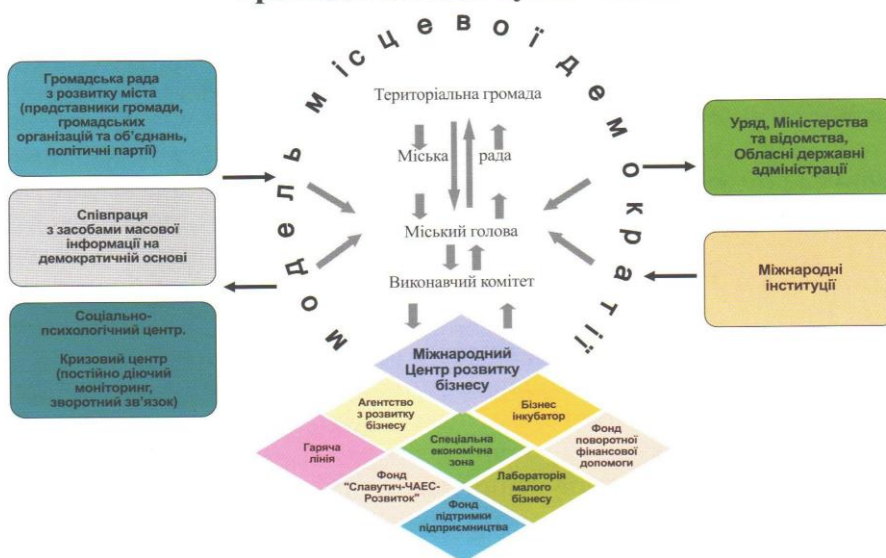 модель місцевої демократії
Громадська рада
з розвитку міста
(представники громади,
громадських
організацій та об'єднань,
політичні партії)
Співпраця
з засобами масової
інформації на
демократичній основі
Соціально-
психологічний центр.
Кризовий центр
(постійно діючий
моніторинг,
зворотний зв'язок)
Територіальна громада
Міська рада
Міський голова
Виконавчий комітет
Уряд, Міністерства
та відомства,
Обласні державні
адміністрації
Міжнародні
інституції
Міжнародний
Центр розвитку
бізнесу
Агентство
з розвитку
бізнесу
Бізнес
інкубатор
Гаряча
лінія
Спеціальна
економічна
зона
Фонд
поворотної
фінансової
допомоги
Фонд
"Славутич-ЧАЕС-
Розвиток"
Лабораторія
малого
бізнесу
Фонд
підтримки
підприємництва